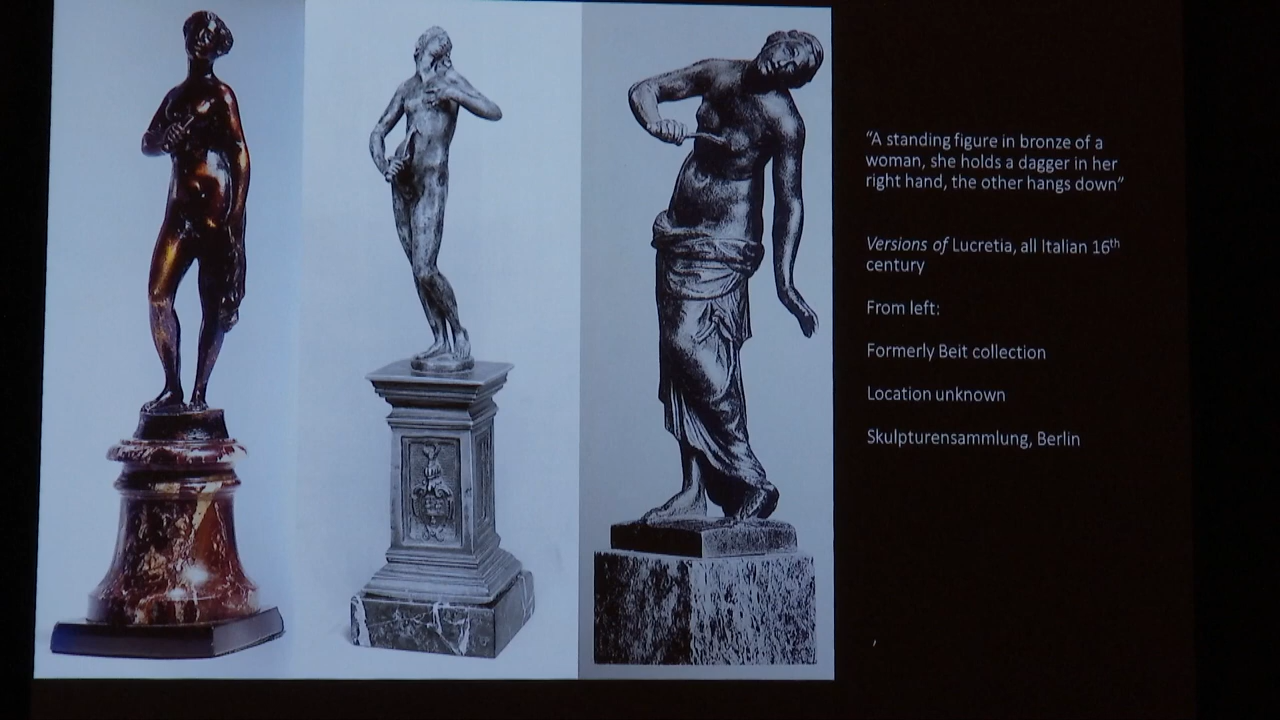 “A standing figure in bronze of a
woman, she holds a dagger in her
right hand, the other hangs down”
Versions of Lucretia, all Italian 16th
century
From left:
Formerly Beit collection
Location unknown
Skulpturensammlung, Berlin